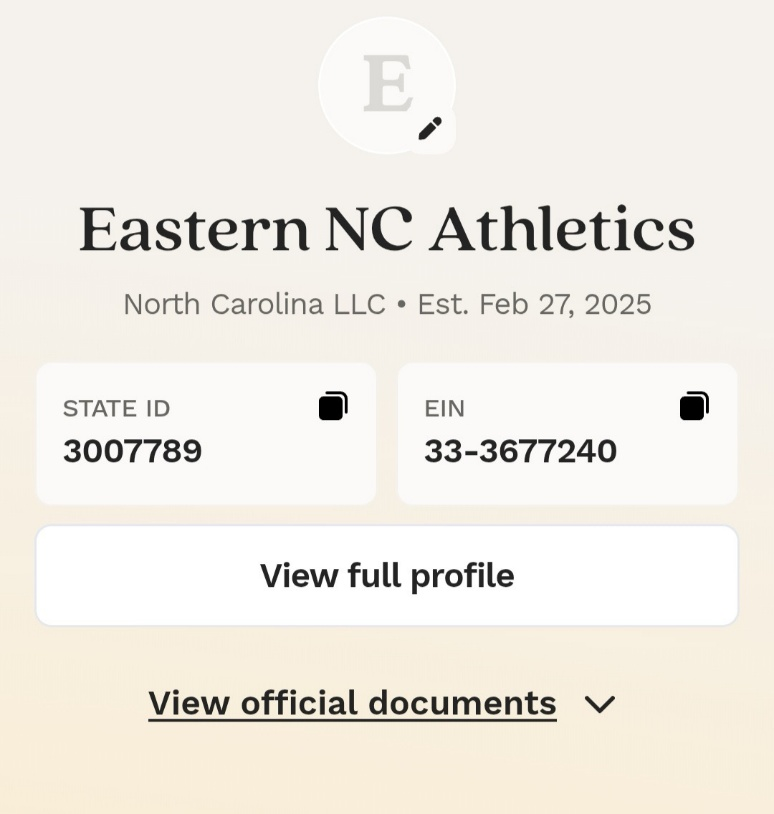 E
Eastern NC Athletics
North Carolina LLC • Est. Feb 27, 2025
STATE ID
3007789
EIN
33-3677240
View full profile
View official documents